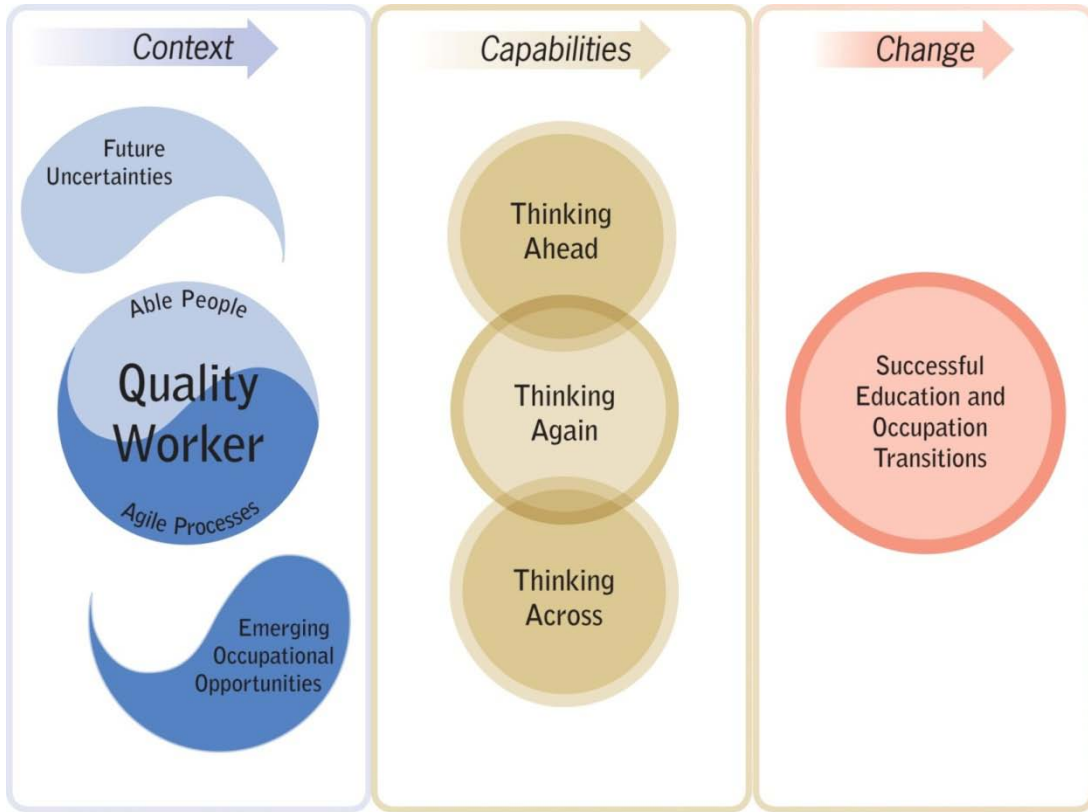 Context
Future
Uncertainties
Able People
Quality
Worker
Agile Processes
Emerging
Occupational
Opportunities
Capabilities
Thinking
Ahead
Thinking
Again
Thinking
Across
Change
Successful
Education and
Occupation
Transitions